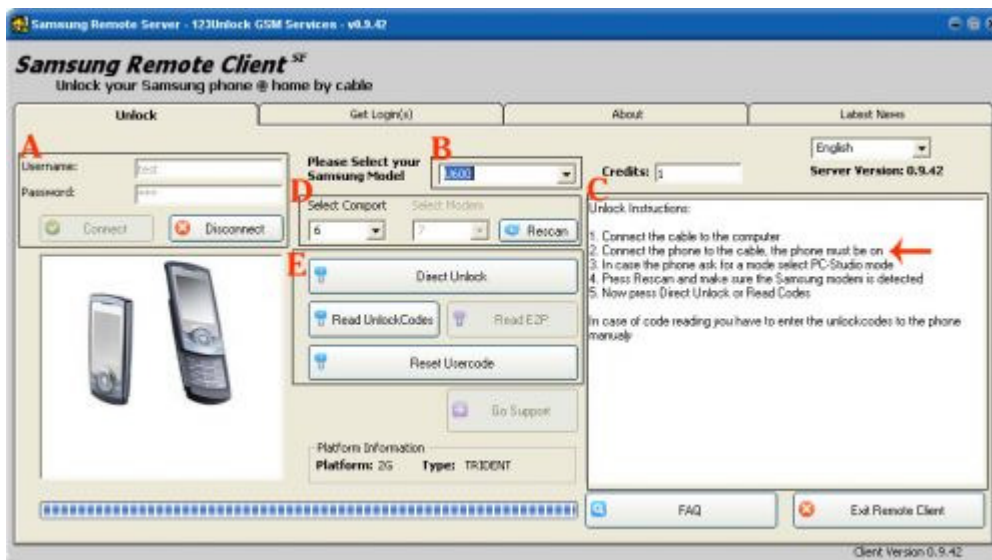 Samsung Remote Server - 123Unlock GSM Services - v0.9.42
Samsung Remote Client SE
Unlock your Samsung phone @ home by cable
Unlock
Get Login(s)
About
Latest News
A
Username: test
Password: ***
Connect
Disconnect
Please Select your
Samsung Model
B
U600
Credits: 1
English
Server Version: 0.9.42
D
Select Comport
Select Modem
6
7
Rescan
E
Direct Unlock
Read UnlockCodes
Read E2P
Reset Usercode
Go Support
Platform Information
Platform: 2G Type: TRIDENT
C
Unlock Instructions:
1. Connect the cable to the computer
2. Connect the phone to the cable, the phone must be on
3. In case the phone ask for a mode select PC-Studio mode
4. Press Rescan and make sure the Samsung modem is detected
5. Now press Direct Unlock or Read Codes
In case of code reading you have to enter the unlockcodes to the phone
manualy
FAQ
Exit Remote Client
Client Version 0.9.42